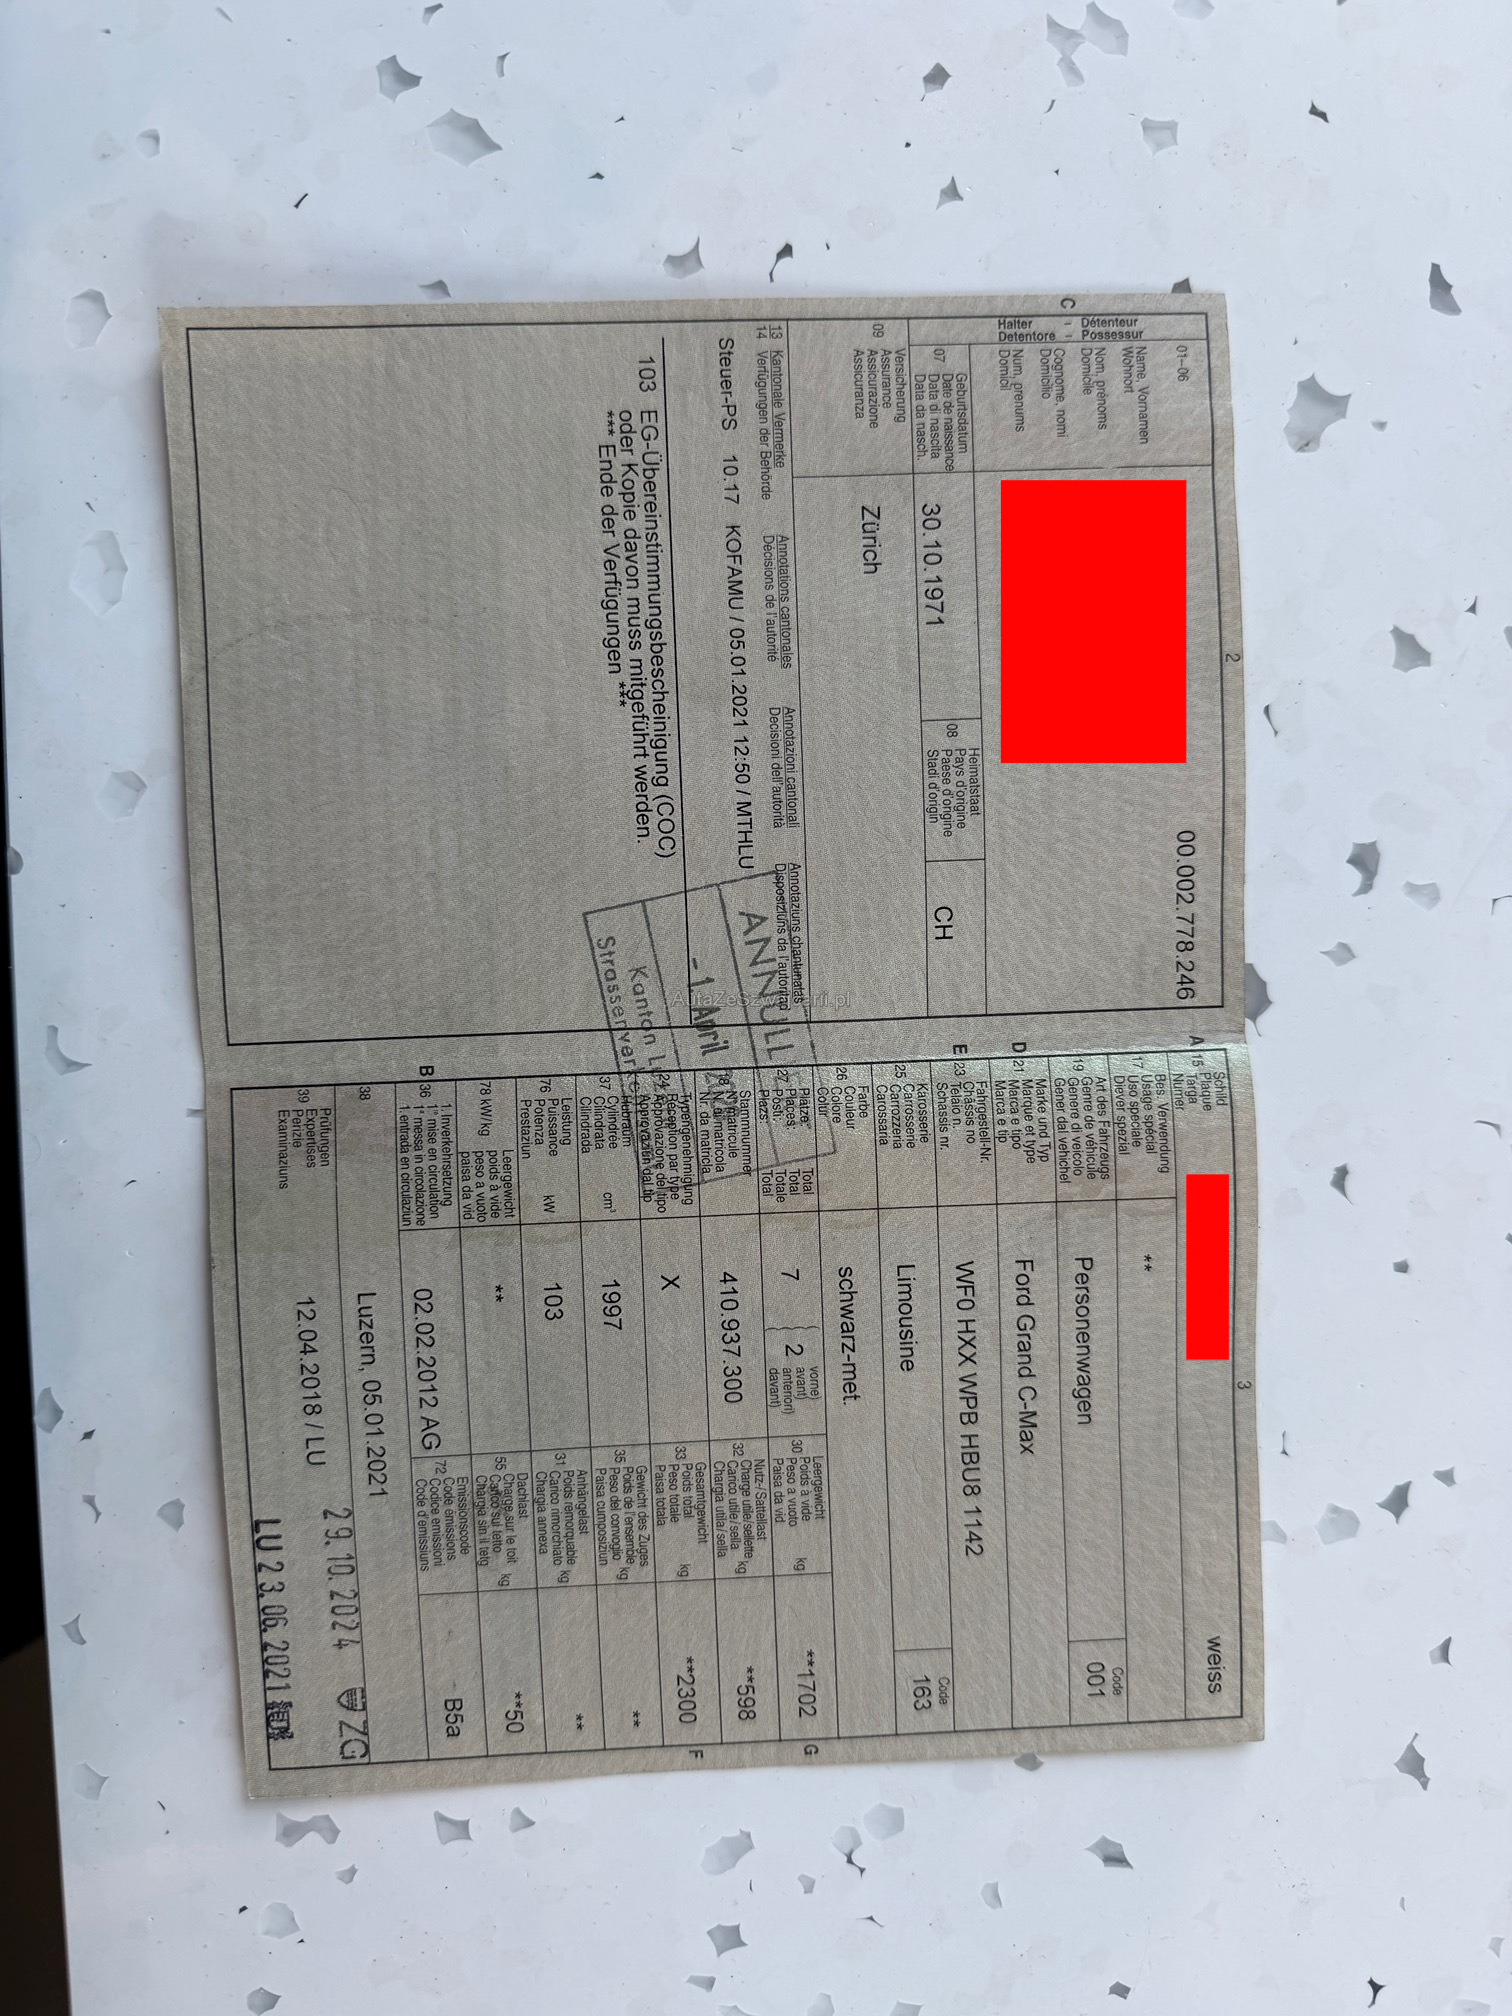 2
00.002.778.246
C
Halter - Détenteur
Detentore - Possessur
01-06
Name, Vornamen
Wohnort
Nom, prénoms
Domicile
Cognome, nomi
Domicilio
Num, prenums
Domicil
07
Geburtsdatum
Date de naissance
Data di nascita
Data da nasch.
30.10.1971
08
Heimatstaat
Pays d'origine
Paese d'origine
Stadi d'origin
CH
09
Versicherung
Assurance
Assicurazione
Assicuranza
Zürich
13 Kantonale Vermerke Annotations cantonales Annotazioni cantonali Annotaziuns chantunalas
14 Verfügungen der Behörde Décisions de l'autorité Decisioni dell'autorità Disposiziuns da l'autoritad
Steuer-PS 10.17 KOFAMU / 05.01.2021 12:50 / MTHLU
103 EG-Übereinstimmungsbescheinigung (COC)
oder Kopie davon muss mitgeführt werden.
*** Ende der Verfügungen ***
ANNULL
- 1. April
Kanton L
Strassenverke
AutaZeSzwajcarii.pl
3
A 15
Schild
Plaque
Targa
Numer
weiss
17
Bes. Verwendung
Usage spécial
Uso speciale
Diever spezial
**
19
Art des Fahrzeugs
Genre de véhicule
Genere di veicolo
Gener dal vehichel
Personenwagen
Code
001
D 21
Marke und Typ
Marque et type
Marca e tipo
Marca e tip
Ford Grand C-Max
E 23
Fahrgestell-Nr.
Châssis no
Telaio n.
Schassis nr.
WF0 HXX WPB HBU8 1142
25
Karosserie
Carrosserie
Carrozzeria
Carossaria
Limousine
Code
163
26
Farbe
Couleur
Colore
Colur
schwarz-met.
27
Plätze: Total
Places: Total
Posti: Totale
Plazs: Total
7
2
vorne)
avant)
anteriori)
davant)
30
Leergewicht
Poids à vide
Peso a vuoto kg
Paisa da vid
**1702
G
18
Stammnummer
N° matricule
N. di matricola
Nr. da matricla
410.937.300
32
Nutz-/Sattellast
Charge utile/sellette kg
Carico utile/sella
Chargia utila/sella
**598
24
Typengenehmigung
Réception par type
Approvazione del tipo
Approvaziun dal tip
X
33
Gesamtgewicht
Poids total
Peso totale kg
Paisa totala
**2300
F
37
Hubraum
Cylindrée cm³
Cilindrata
Cilindrada
1997
35
Gewicht des Zuges
Poids de l'ensemble kg
Peso del convoglio
Paisa cumposiziun
**
76
Leistung
Puissance kW
Potenza
Prestaziun
103
31
Anhängelast
Poids remorquable kg
Carico rimorchiato
Chargia annexa
**
78 kW/kg
Leergewicht
poids à vide
peso a vuoto
paisa da vid
**
55
Dachlast
Charge sur le toit kg
Carico sul tetto
Chargia sin il tetg
**50
B 36
1. Inverkehrsetzung
1re mise en circulation
1a messa in circolazione
1. entrada en circulaziun
02.02.2012 AG
72
Emissionscode
Code émissions
Codice emissioni
Code d'emissiuns
B5a
38
Luzern, 05.01.2021
39
Prüfungen
Expertises
Perizie
Examinaziuns
12.04.2018 / LU
29.10.2024 ZG
LU 23.06.2021